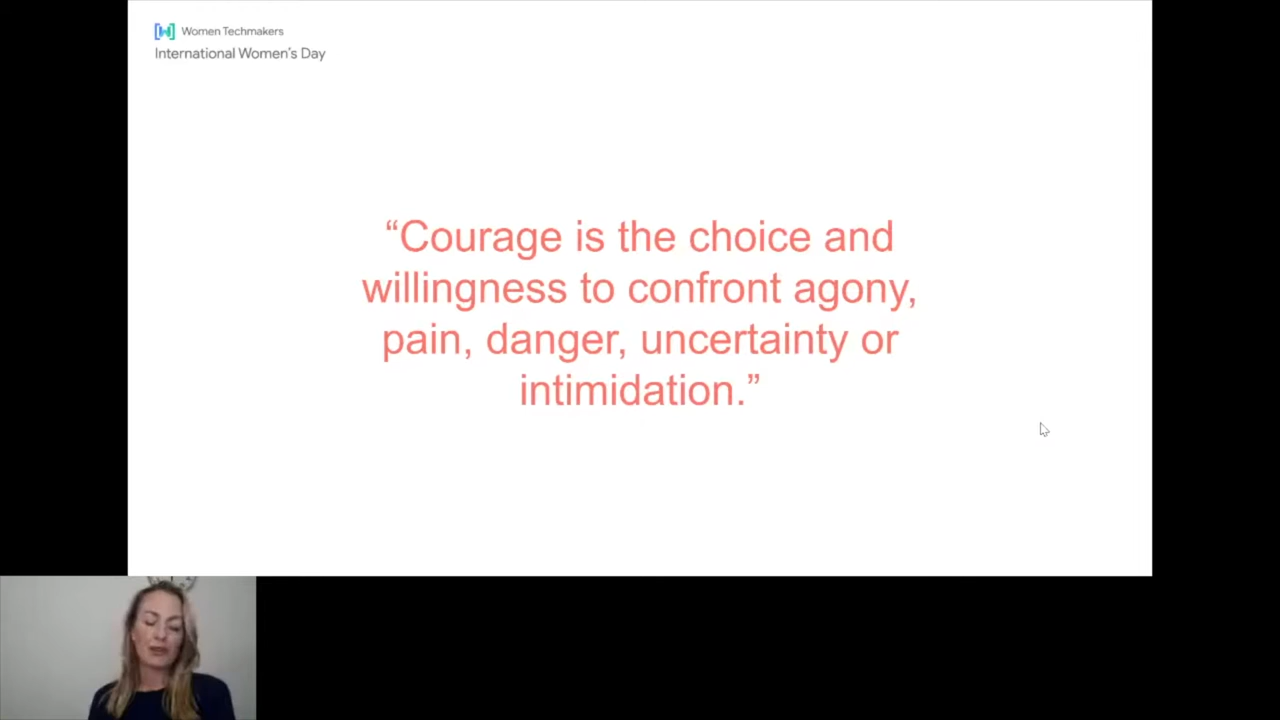 Women Techmakers
International Women's Day
“Courage is the choice and
willingness to confront agony,
pain, danger, uncertainty or
intimidation.”